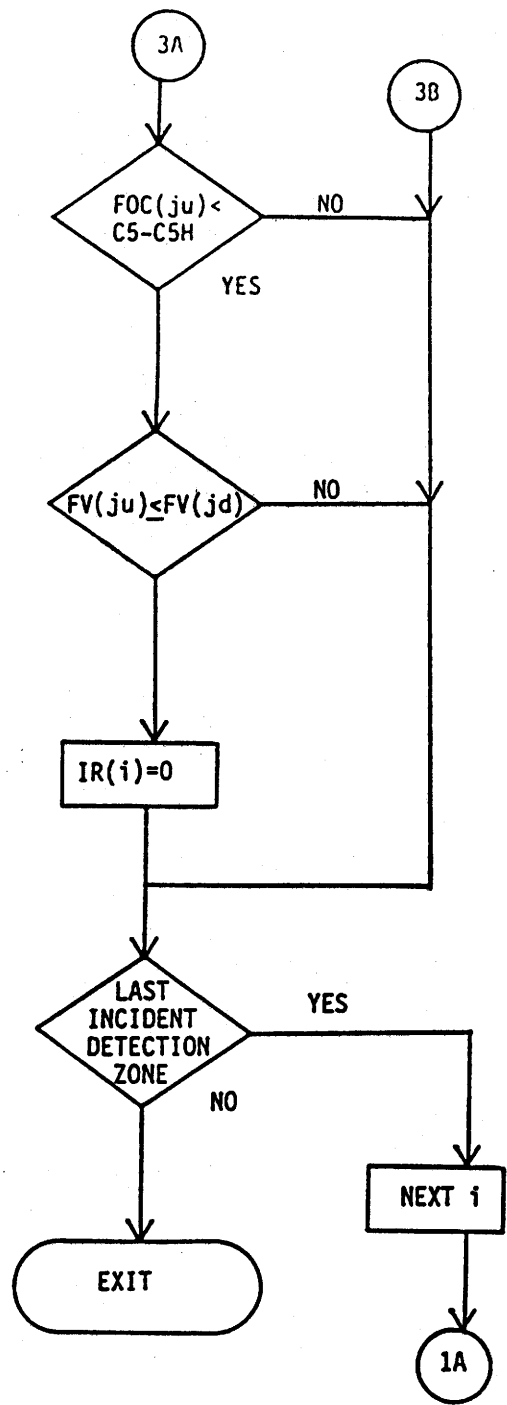 3A
3B
FOC(ju)<
C5-C5H
NO
YES
FV(ju)≤FV(jd)
NO
IR(i)=0
LAST
INCIDENT
DETECTION
ZONE
YES
NO
NEXT i
EXIT
1A